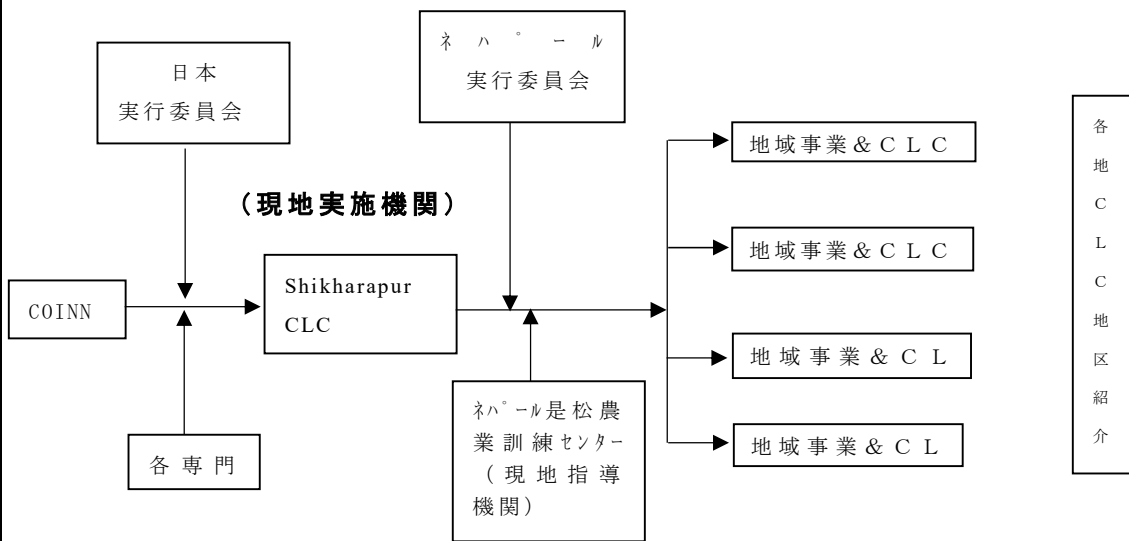 日本
実行委員会
ネパール
実行委員会
(現地実施機関)
COINN
Shikharapur
CLC
各専門
ﾈﾊﾟｰﾙ是松農
業訓練センター
(現地指導
機関)
地域事業&CLC
地域事業&CLC
地域事業&CL
地域事業&CL
各地CLC地区紹介